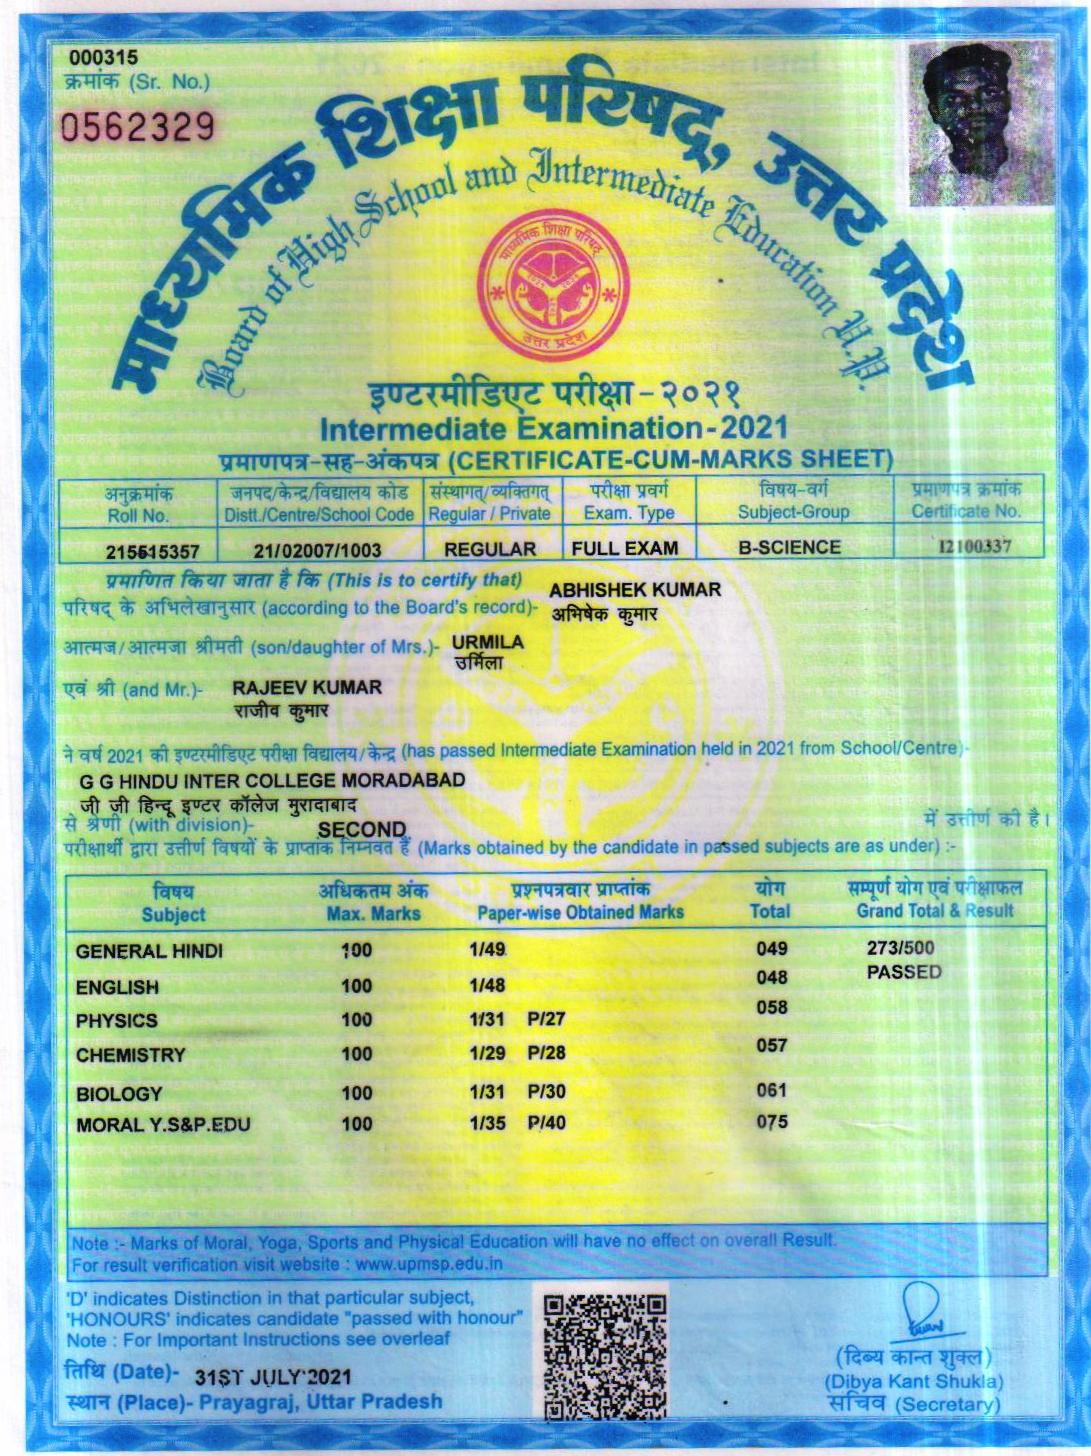 000315
क्रमांक (Sr. No.)
0562329
माध्यमिक शिक्षा परिषद्, उत्तर प्रदेश
Board of High School and Intermediate Education U.P.
माध्यमिक शिक्षा परिषद्
उत्तर प्रदेश
इण्टरमीडिएट परीक्षा-२०२१
Intermediate Examination-2021
प्रमाणपत्र-सह-अंकपत्र (CERTIFICATE-CUM-MARKS SHEET)
अनुक्रमांक जनपद/केन्द्र/विद्यालय कोड संस्थागत/व्यक्तिगत परीक्षा प्रवर्ग विषय-वर्ग प्रमाणपत्र क्रमांक
Roll No. Distt./Centre/School Code Regular / Private Exam. Type Subject-Group Certificate No.
215515357 21/02007/1003 REGULAR FULL EXAM B-SCIENCE I2100337
प्रमाणित किया जाता है कि (This is to certify that) ABHISHEK KUMAR
परिषद के अभिलेखानुसार (according to the Board's record)- अभिषेक कुमार
आत्मज/आत्मजा श्रीमती (son/daughter of Mrs.)- URMILA
उर्मिला
एवं श्री (and Mr.)- RAJEEV KUMAR
राजीव कुमार
ने वर्ष 2021 की इण्टरमीडिएट परीक्षा विद्यालय/केन्द्र (has passed Intermediate Examination held in 2021 from School/Centre)-
G G HINDU INTER COLLEGE MORADABAD
जी जी हिन्दू इण्टर कॉलेज मुरादाबाद
से श्रेणी (with division)- SECOND में उत्तीर्ण की है।
परीक्षार्थी द्वारा उत्तीर्ण विषयों के प्राप्तांक निम्नवत हैं (Marks obtained by the candidate in passed subjects are as under) :-
विषय अधिकतम अंक प्रश्नपत्रवार प्राप्तांक योग सम्पूर्ण योग एवं परीक्षाफल
Subject Max. Marks Paper-wise Obtained Marks Total Grand Total & Result
GENERAL HINDI 100 1/49 049 273/500
PASSED
ENGLISH 100 1/48 048
PHYSICS 100 1/31 P/27 058
CHEMISTRY 100 1/29 P/28 057
BIOLOGY 100 1/31 P/30 061
MORAL Y.S&P.EDU 100 1/35 P/40 075
Note :- Marks of Moral, Yoga, Sports and Physical Education will have no effect on overall Result.
For result verification visit website : www.upmsp.edu.in
'D' indicates Distinction in that particular subject,
'HONOURS' indicates candidate "passed with honour"
Note : For Important Instructions see overleaf
तिथि (Date)- 31ST JULY'2021
स्थान (Place)- Prayagraj, Uttar Pradesh
(दिब्य कान्त शुक्ल)
(Dibya Kant Shukla)
सचिव (Secretary)